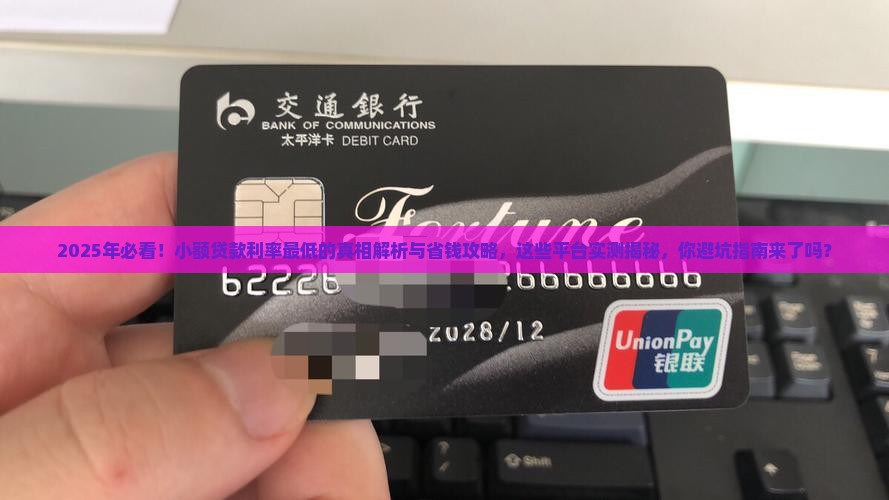 交通銀行
BANK OF COMMUNICATIONS
太平洋卡 DEBIT CARD
Fortune
2025年必看！小额贷款利率最低的真相解析与省钱攻略，这些平台实测揭秘，你避坑指南来了吗？
2028/12
UnionPay
银联
Shift